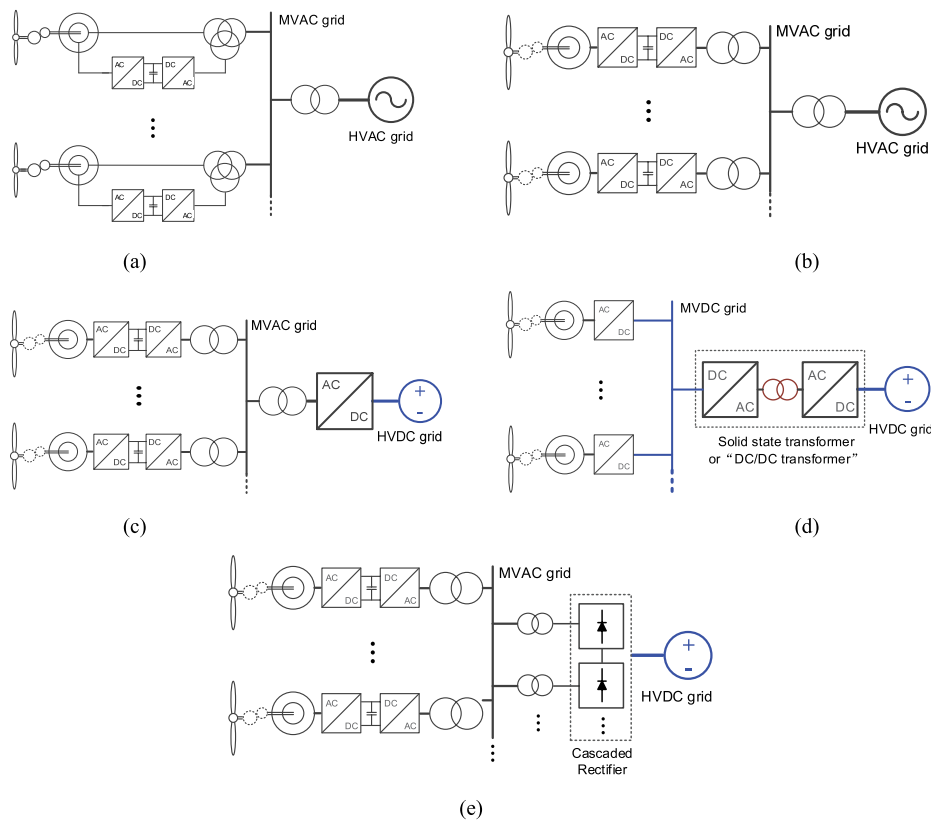 MVAC grid
AC
DC
DC
AC
HVAC grid
AC
DC
DC
AC
(a)
MVAC grid
AC
DC
DC
AC
HVAC grid
AC
DC
DC
AC
(b)
MVAC grid
AC
DC
DC
AC
AC
DC
HVDC grid
AC
DC
DC
AC
(c)
MVDC grid
AC
DC
DC
AC
AC
DC
HVDC grid
AC
DC
Solid state transformer
or “DC/DC transformer”
(d)
MVAC grid
AC
DC
DC
AC
HVDC grid
AC
DC
DC
AC
Cascaded
Rectifier
(e)